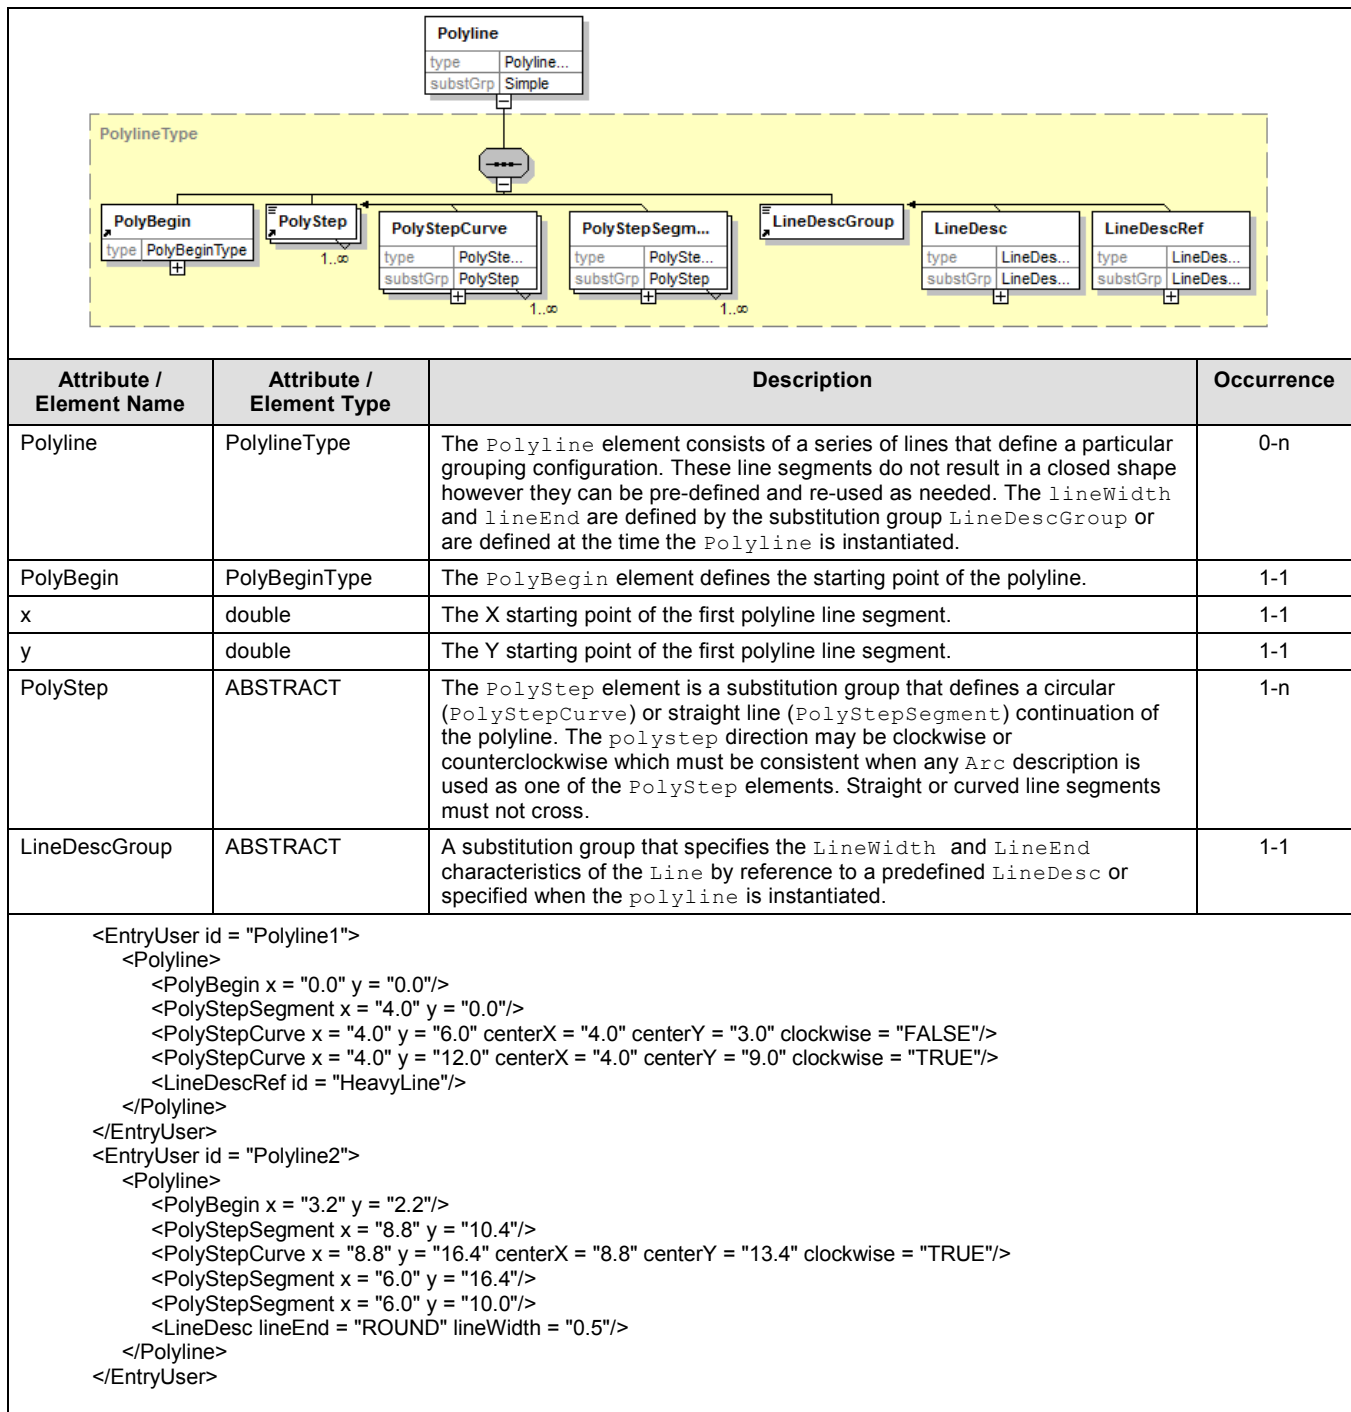 Polyline
type Polyline...
substGrp Simple
PolylineType
PolyBegin
type PolyBeginType
PolyStep
1..∞
PolyStepCurve
type PolySte...
substGrp PolyStep
1..∞
PolyStepSegm...
type PolySte...
substGrp PolyStep
1..∞
LineDescGroup
LineDesc
type LineDes...
substGrp LineDes...
LineDescRef
type LineDes...
substGrp LineDes...
Attribute / Element Name | Attribute / Element Type | Description | Occurrence
Polyline PolylineType The Polyline element consists of a series of lines that define a particular 0-n
grouping configuration. These line segments do not result in a closed shape
however they can be pre-defined and re-used as needed. The lineWidth
and lineEnd are defined by the substitution group LineDescGroup or
are defined at the time the Polyline is instantiated.
PolyBegin PolyBeginType The PolyBegin element defines the starting point of the polyline. 1-1
x double The X starting point of the first polyline line segment. 1-1
y double The Y starting point of the first polyline line segment. 1-1
PolyStep ABSTRACT The PolyStep element is a substitution group that defines a circular 1-n
(PolyStepCurve) or straight line (PolyStepSegment) continuation of
the polyline. The polystep direction may be clockwise or
counterclockwise which must be consistent when any Arc description is
used as one of the PolyStep elements. Straight or curved line segments
must not cross.
LineDescGroup ABSTRACT A substitution group that specifies the LineWidth and LineEnd 1-1
characteristics of the Line by reference to a predefined LineDesc or
specified when the polyline is instantiated.
<EntryUser id = "Polyline1">
<Polyline>
<PolyBegin x = "0.0" y = "0.0"/>
<PolyStepSegment x = "4.0" y = "0.0"/>
<PolyStepCurve x = "4.0" y = "6.0" centerX = "4.0" centerY = "3.0" clockwise = "FALSE"/>
<PolyStepCurve x = "4.0" y = "12.0" centerX = "4.0" centerY = "9.0" clockwise = "TRUE"/>
<LineDescRef id = "HeavyLine"/>
</Polyline>
</EntryUser>
<EntryUser id = "Polyline2">
<Polyline>
<PolyBegin x = "3.2" y = "2.2"/>
<PolyStepSegment x = "8.8" y = "10.4"/>
<PolyStepCurve x = "8.8" y = "16.4" centerX = "8.8" centerY = "13.4" clockwise = "TRUE"/>
<PolyStepSegment x = "6.0" y = "16.4"/>
<PolyStepSegment x = "6.0" y = "10.0"/>
<LineDesc lineEnd = "ROUND" lineWidth = "0.5"/>
</Polyline>
</EntryUser>